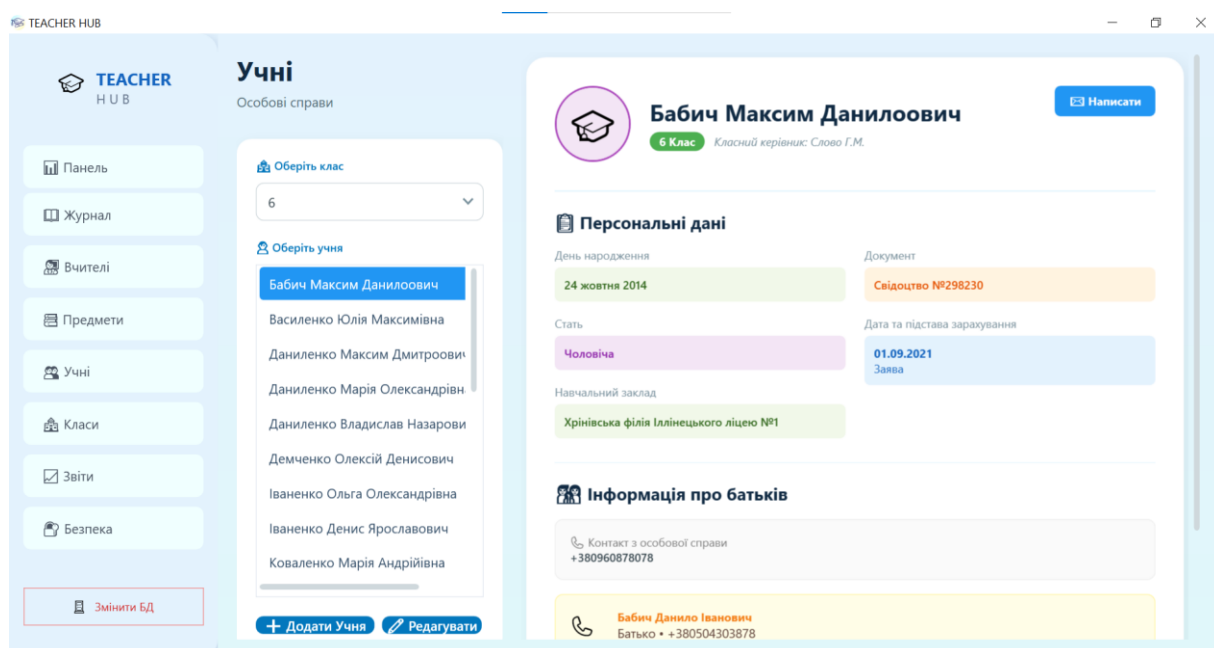 TEACHER HUB
TEACHER
HUB
Панель
Журнал
Вчителі
Предмети
Учні
Класи
Звіти
Безпека
Змінити БД
Учні
Особові справи
Оберіть клас
6
Оберіть учня
Бабич Максим Данилоович
Василенко Юлія Максимівна
Даниленко Максим Дмитроович
Даниленко Марія Олександрівн
Даниленко Владислав Назарови
Демченко Олексій Денисович
Іваненко Ольга Олександрівна
Іваненко Денис Ярославович
Коваленко Марія Андрійівна
Додати Учня
Редагувати
Бабич Максим Данилоович
Написати
6 Клас Класний керівник: Слово Г.М.
Персональні дані
День народження
24 жовтня 2014
Документ
Свідоцтво №298230
Стать
Чоловіча
Дата та підстава зарахування
01.09.2021
Заява
Навчальний заклад
Хрінівська філія Іллінецького ліцею №1
Інформація про батьків
Контакт з особової справи
+380960878078
Бабич Данило Іванович
Батько • +380504303878